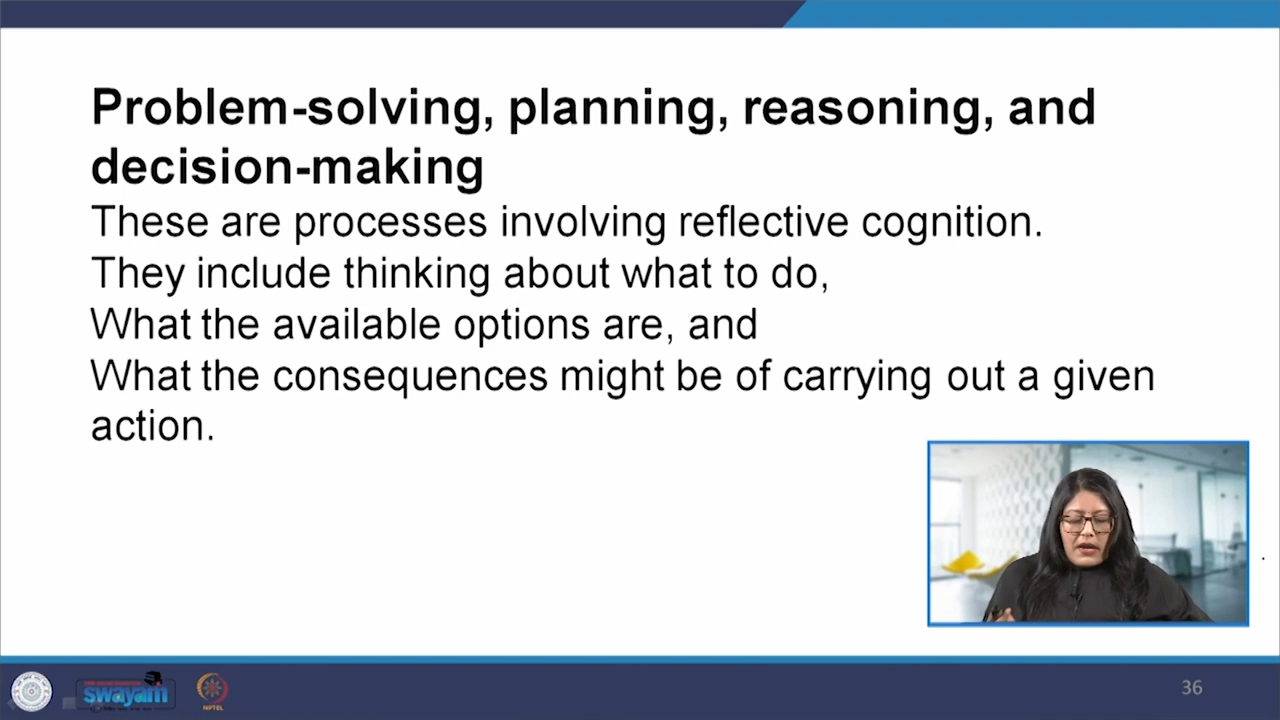 Problem-solving, planning, reasoning, and
decision-making
These are processes involving reflective cognition.
They include thinking about what to do,
What the available options are, and
What the consequences might be of carrying out a given
action.
swayam
NPTEL
36